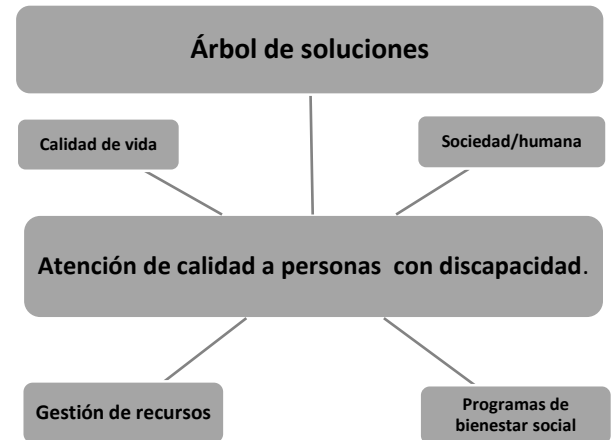 Árbol de soluciones
Calidad de vida
Sociedad/humana
Atención de calidad a personas con discapacidad.
Gestión de recursos
Programas de
bienestar social